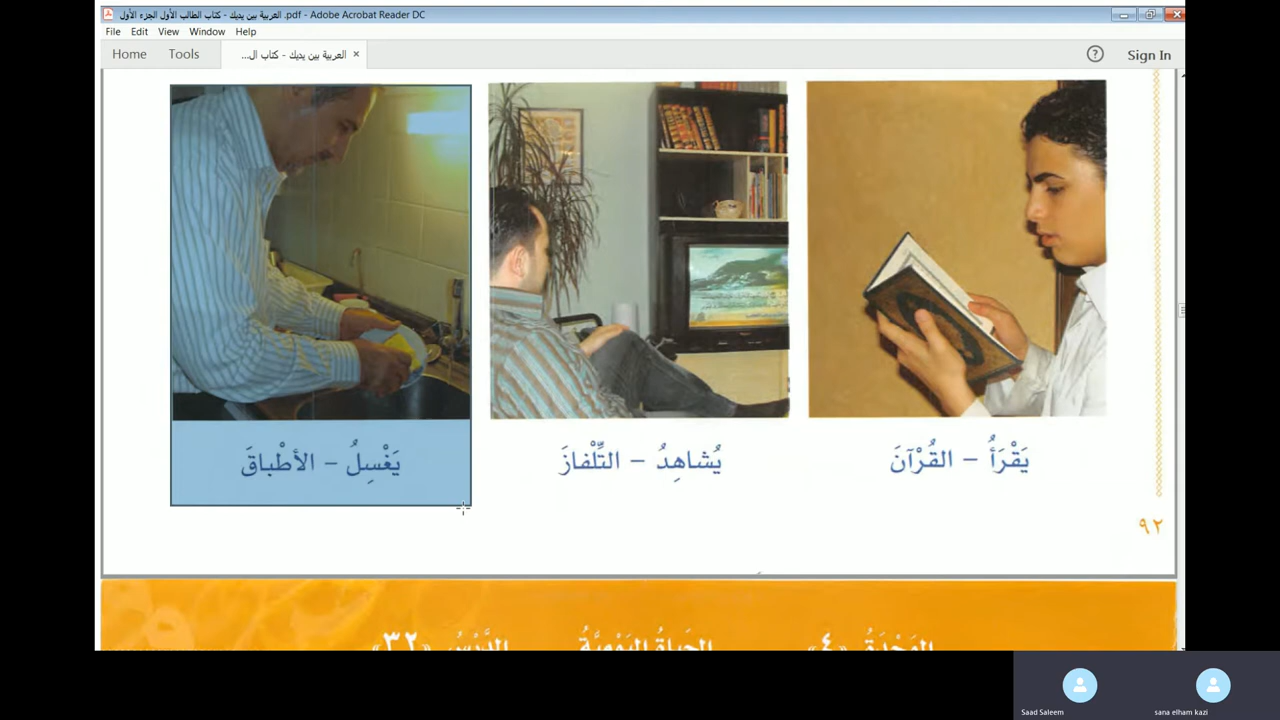 العربية بين يديك - كتاب الطالب الأول الجزء الأول .pdf - Adobe Acrobat Reader DC
File Edit View Window Help
Home Tools العربية بين يديك - كتاب ال... × ? Sign In
يَقْرَأُ – القُرْآنَ
يُشاهِدُ – التِّلْفازَ
يَغْسِلُ – الأطْباقَ
٩٢
الوَحْدَةُ «٤» الحَياةُ اليَوْمِيَّةُ الدَّرْسُ «٣٢»
Saad Saleem
sana elham kazi